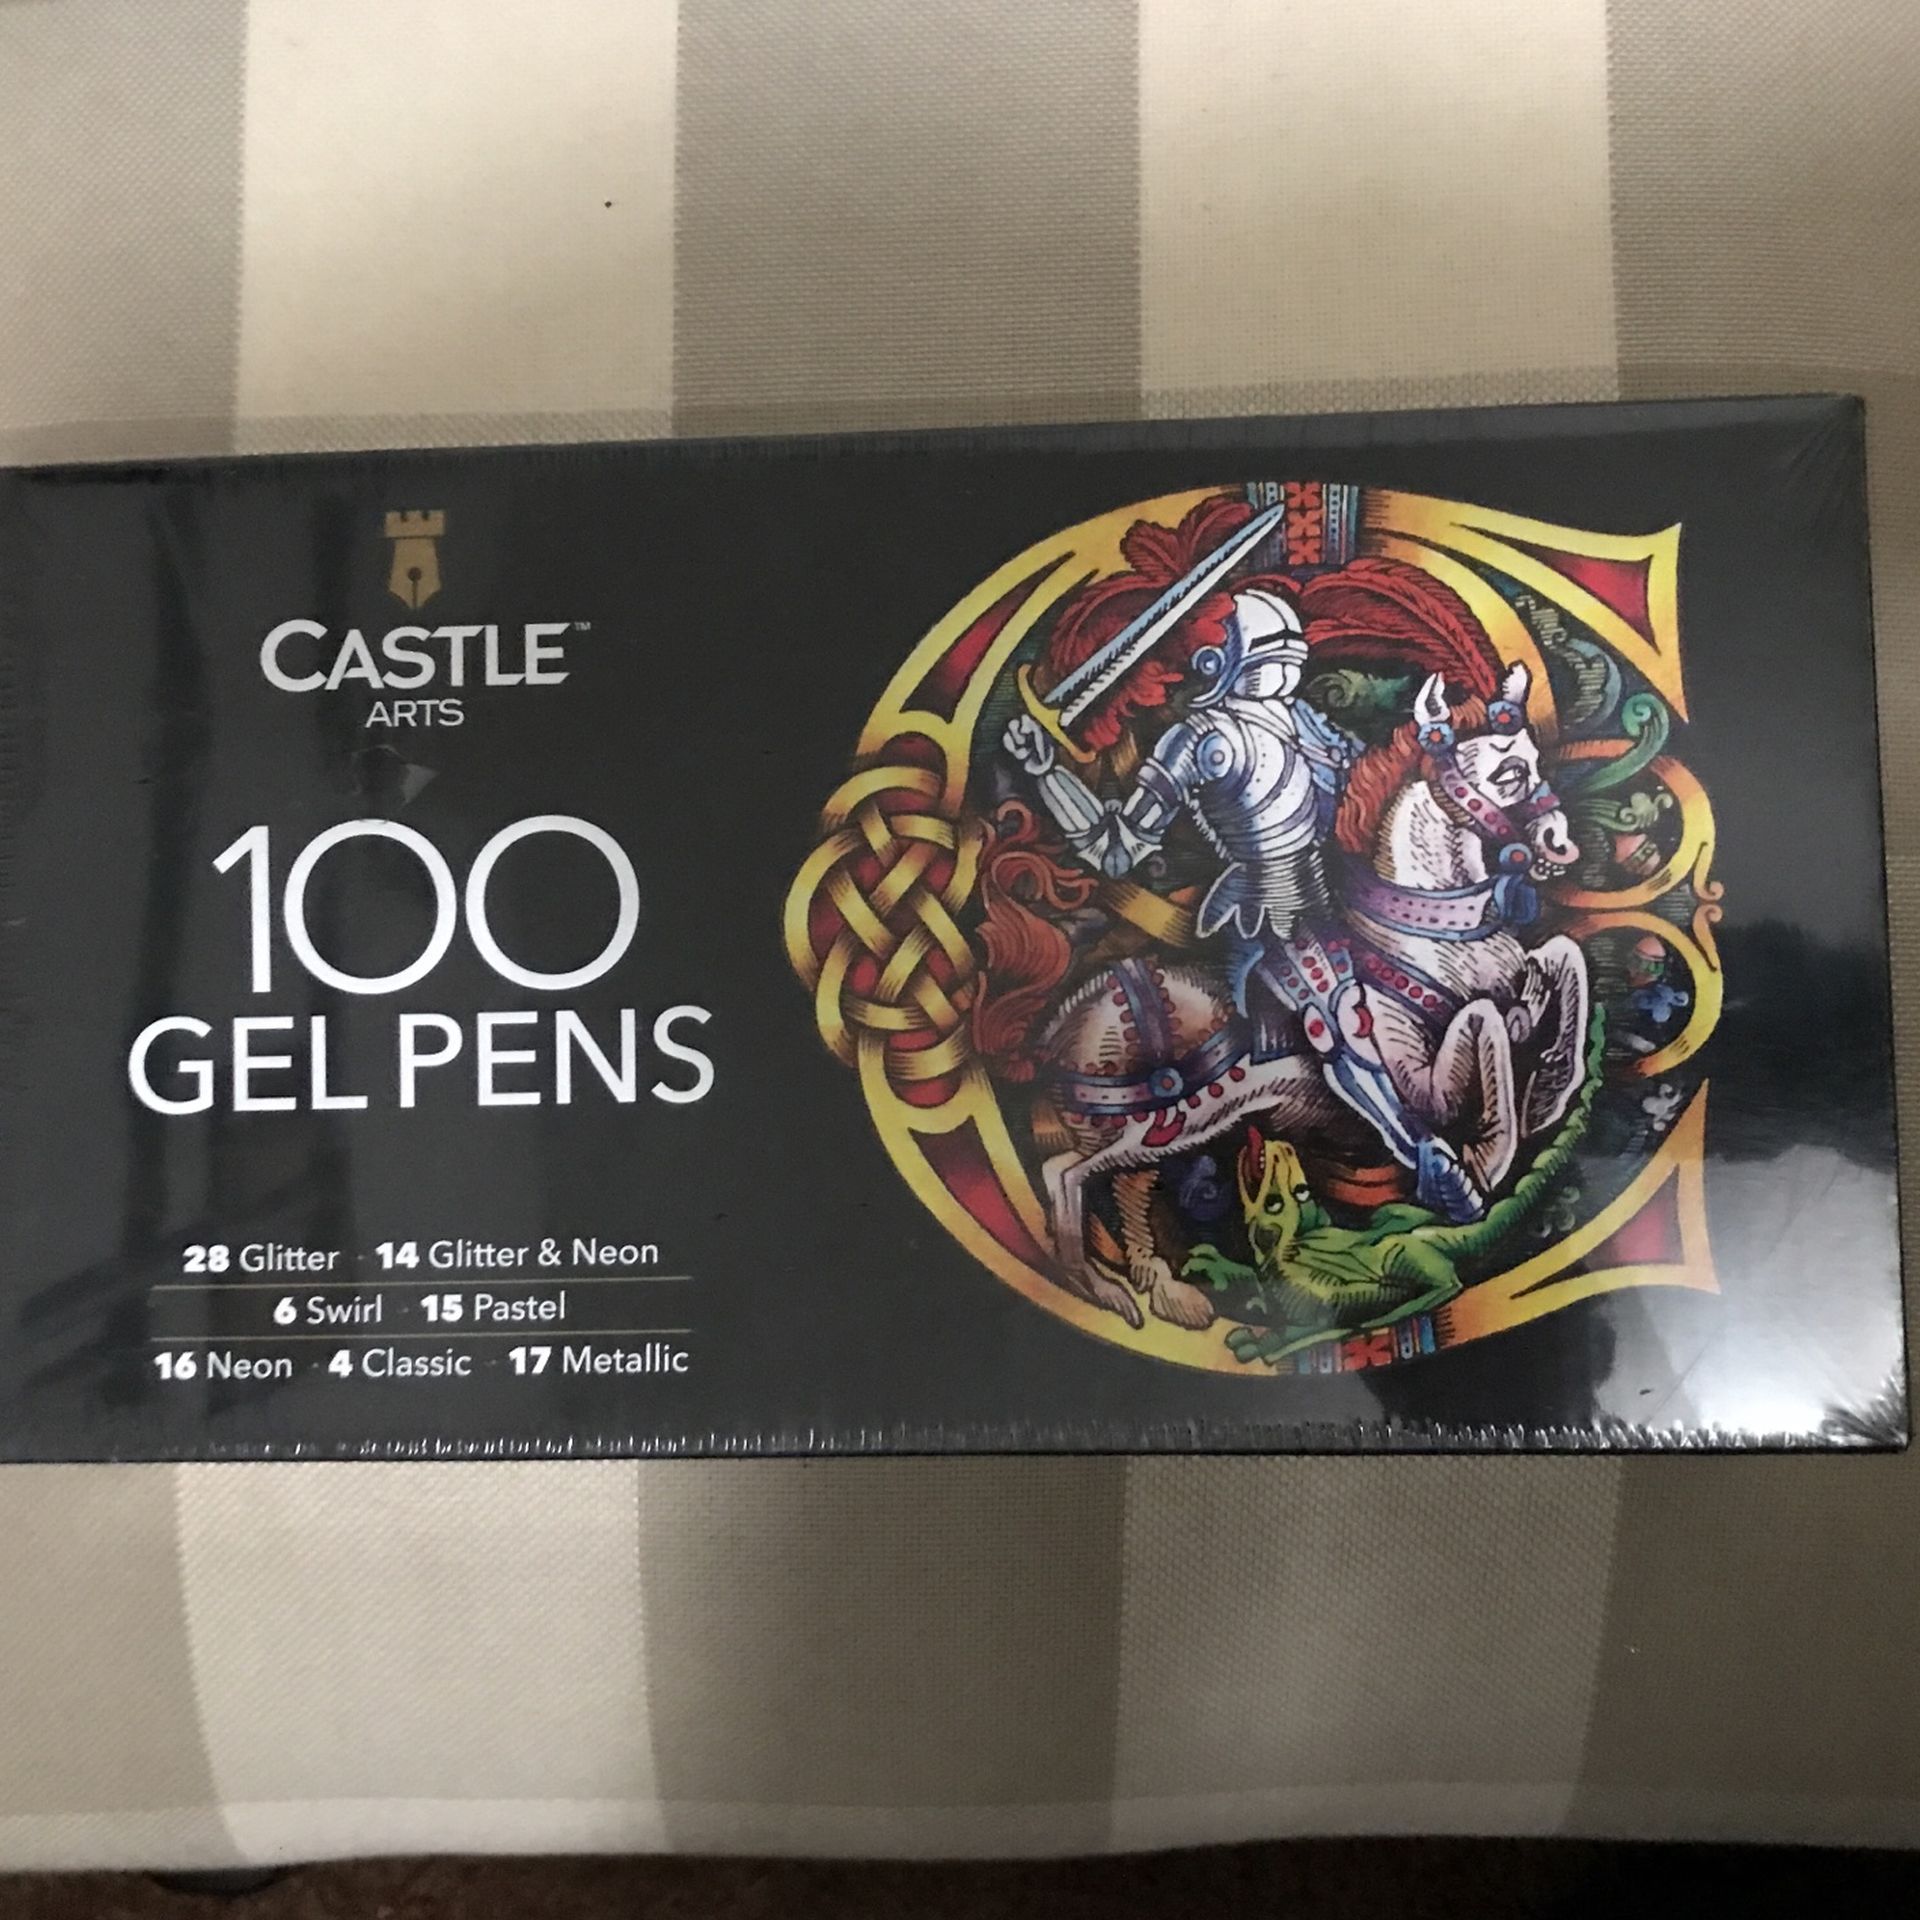 CASTLE™
ARTS
100
GEL PENS
28 Glitter · 14 Glitter & Neon
6 Swirl · 15 Pastel
16 Neon · 4 Classic · 17 Metallic